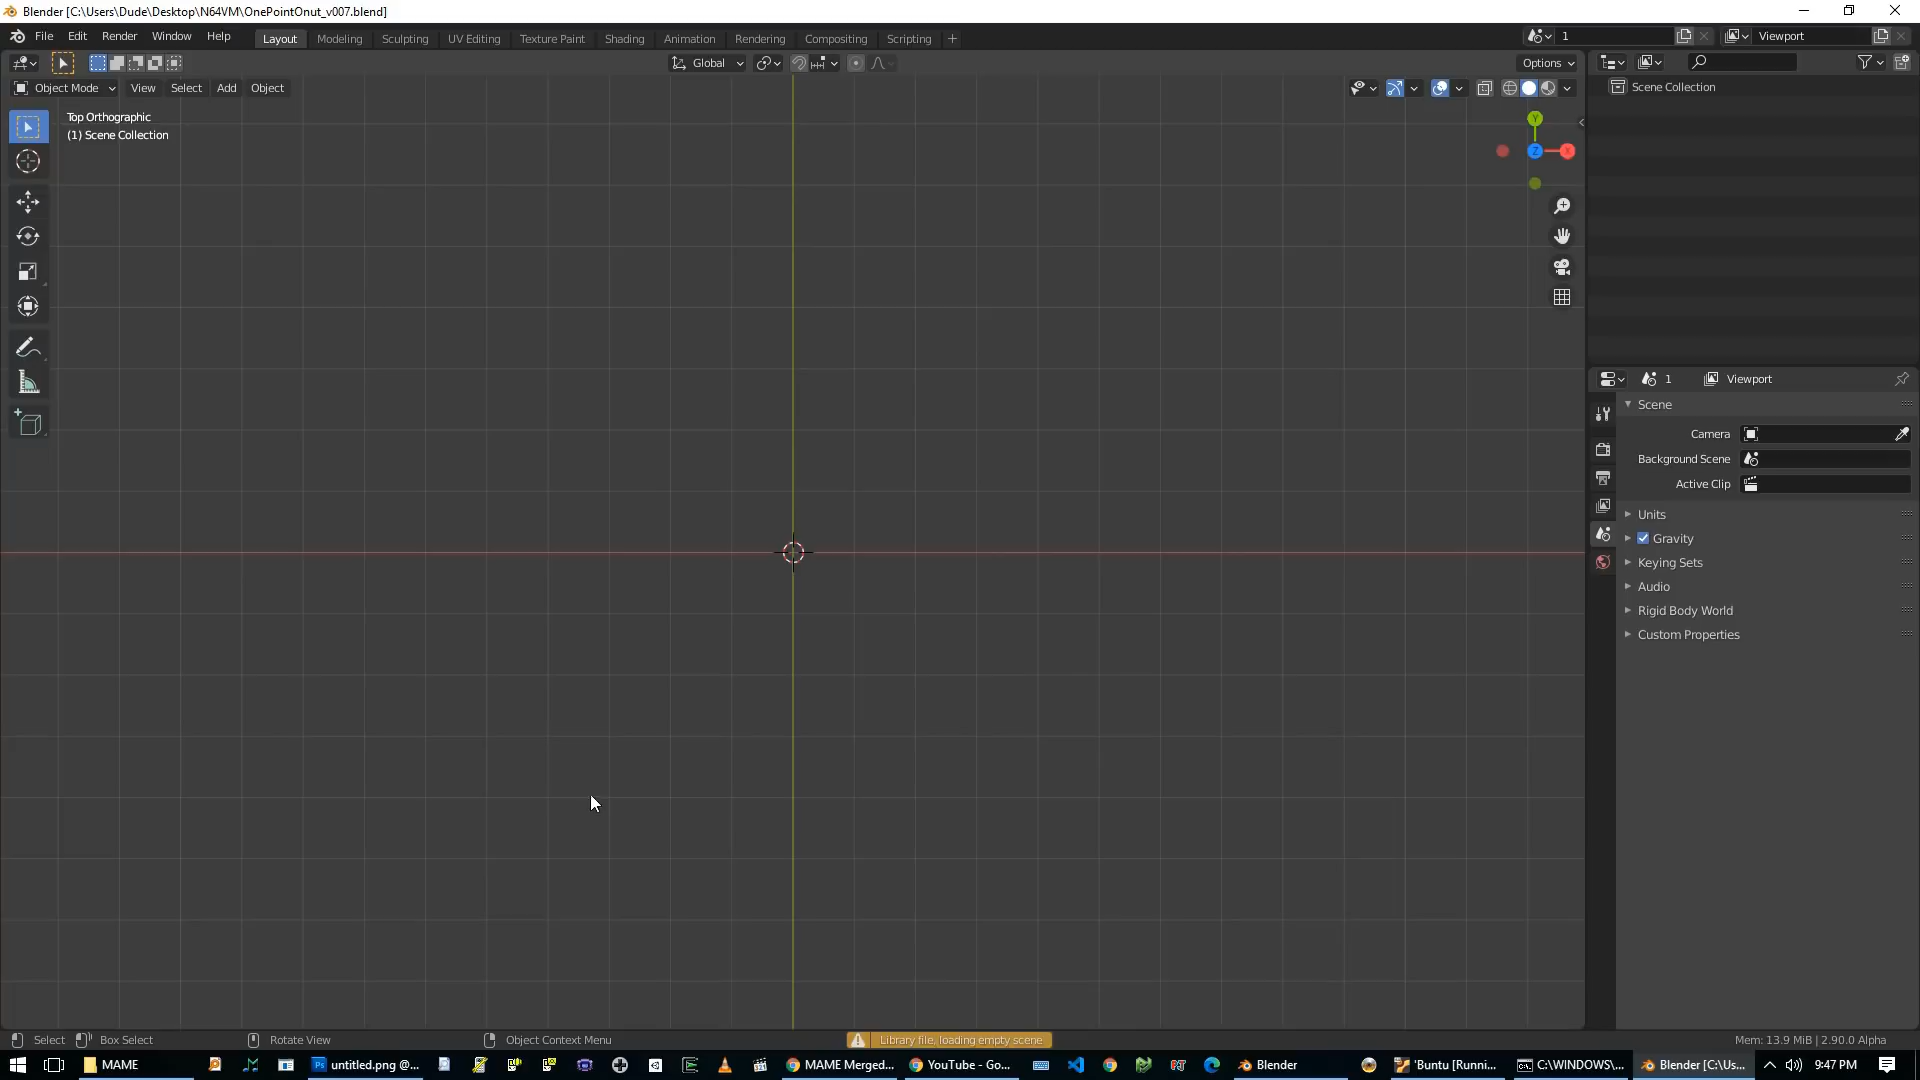 Blender [C:\Users\Dude\Desktop\N64VM\OnePointOnut_v007.blend]
File Edit Render Window Help
Layout Modeling Sculpting UV Editing Texture Paint Shading Animation Rendering Compositing Scripting +
1
Viewport
Global
Options
Object Mode View Select Add Object
Scene Collection
Top Orthographic
(1) Scene Collection
Y
Z
1 Viewport
Scene
Camera
Background Scene
Active Clip
Units
Gravity
Keying Sets
Audio
Rigid Body World
Custom Properties
Select Box Select Rotate View Object Context Menu
Library file, loading empty scene
Mem: 13.9 MiB | 2.90.0 Alpha
MAME
untitled.png @...
MAME Merged...
YouTube - Go...
Blender
'Buntu [Runni...
C:\WINDOWS\...
Blender [C:\Us...
9:47 PM